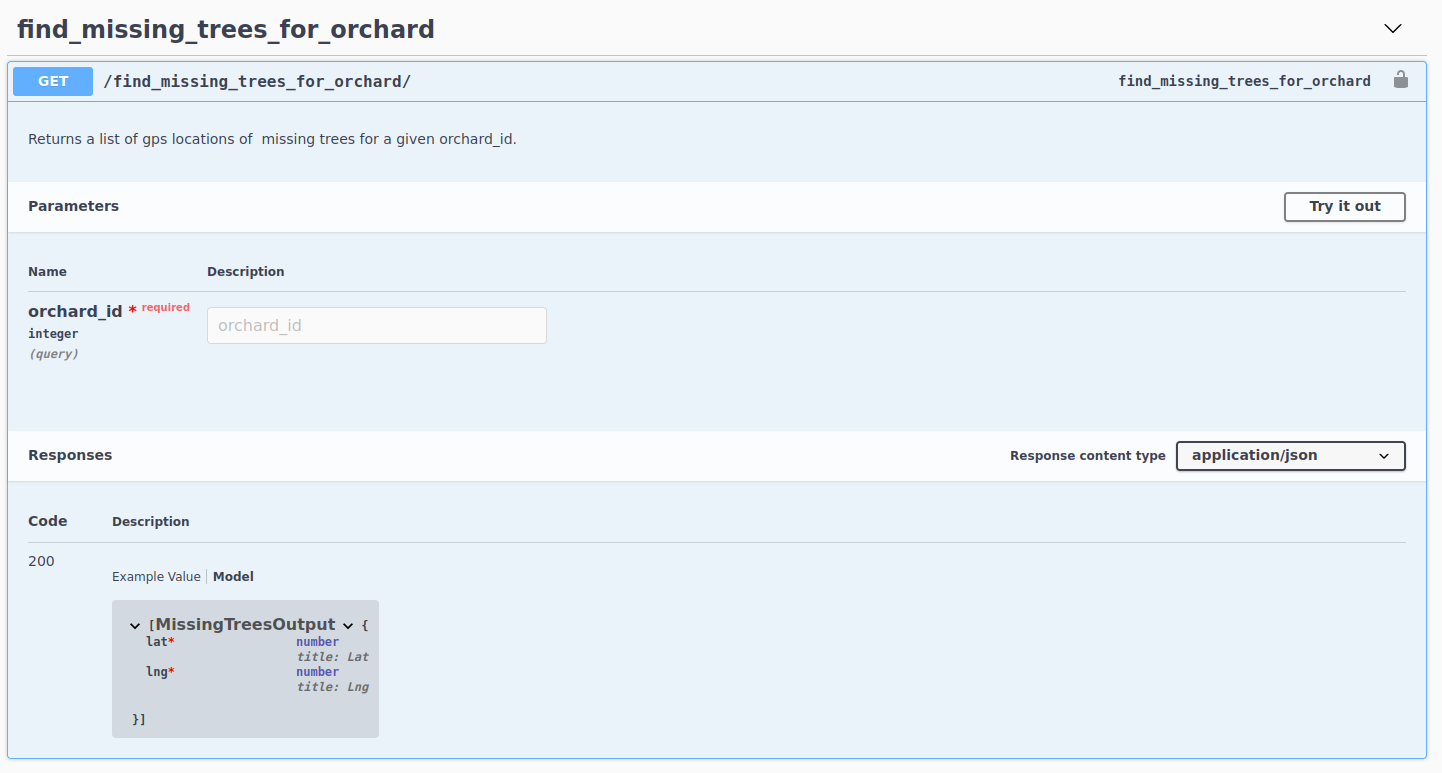 find_missing_trees_for_orchard
GET /find_missing_trees_for_orchard/ find_missing_trees_for_orchard
Returns a list of gps locations of  missing trees for a given orchard_id.
Parameters Try it out
Name Description
orchard_id * required
integer
(query)
orchard_id
Responses Response content type application/json
Code Description
200
Example Value Model
[MissingTreesOutput {
lat* number
title: Lat
lng* number
title: Lng
}]